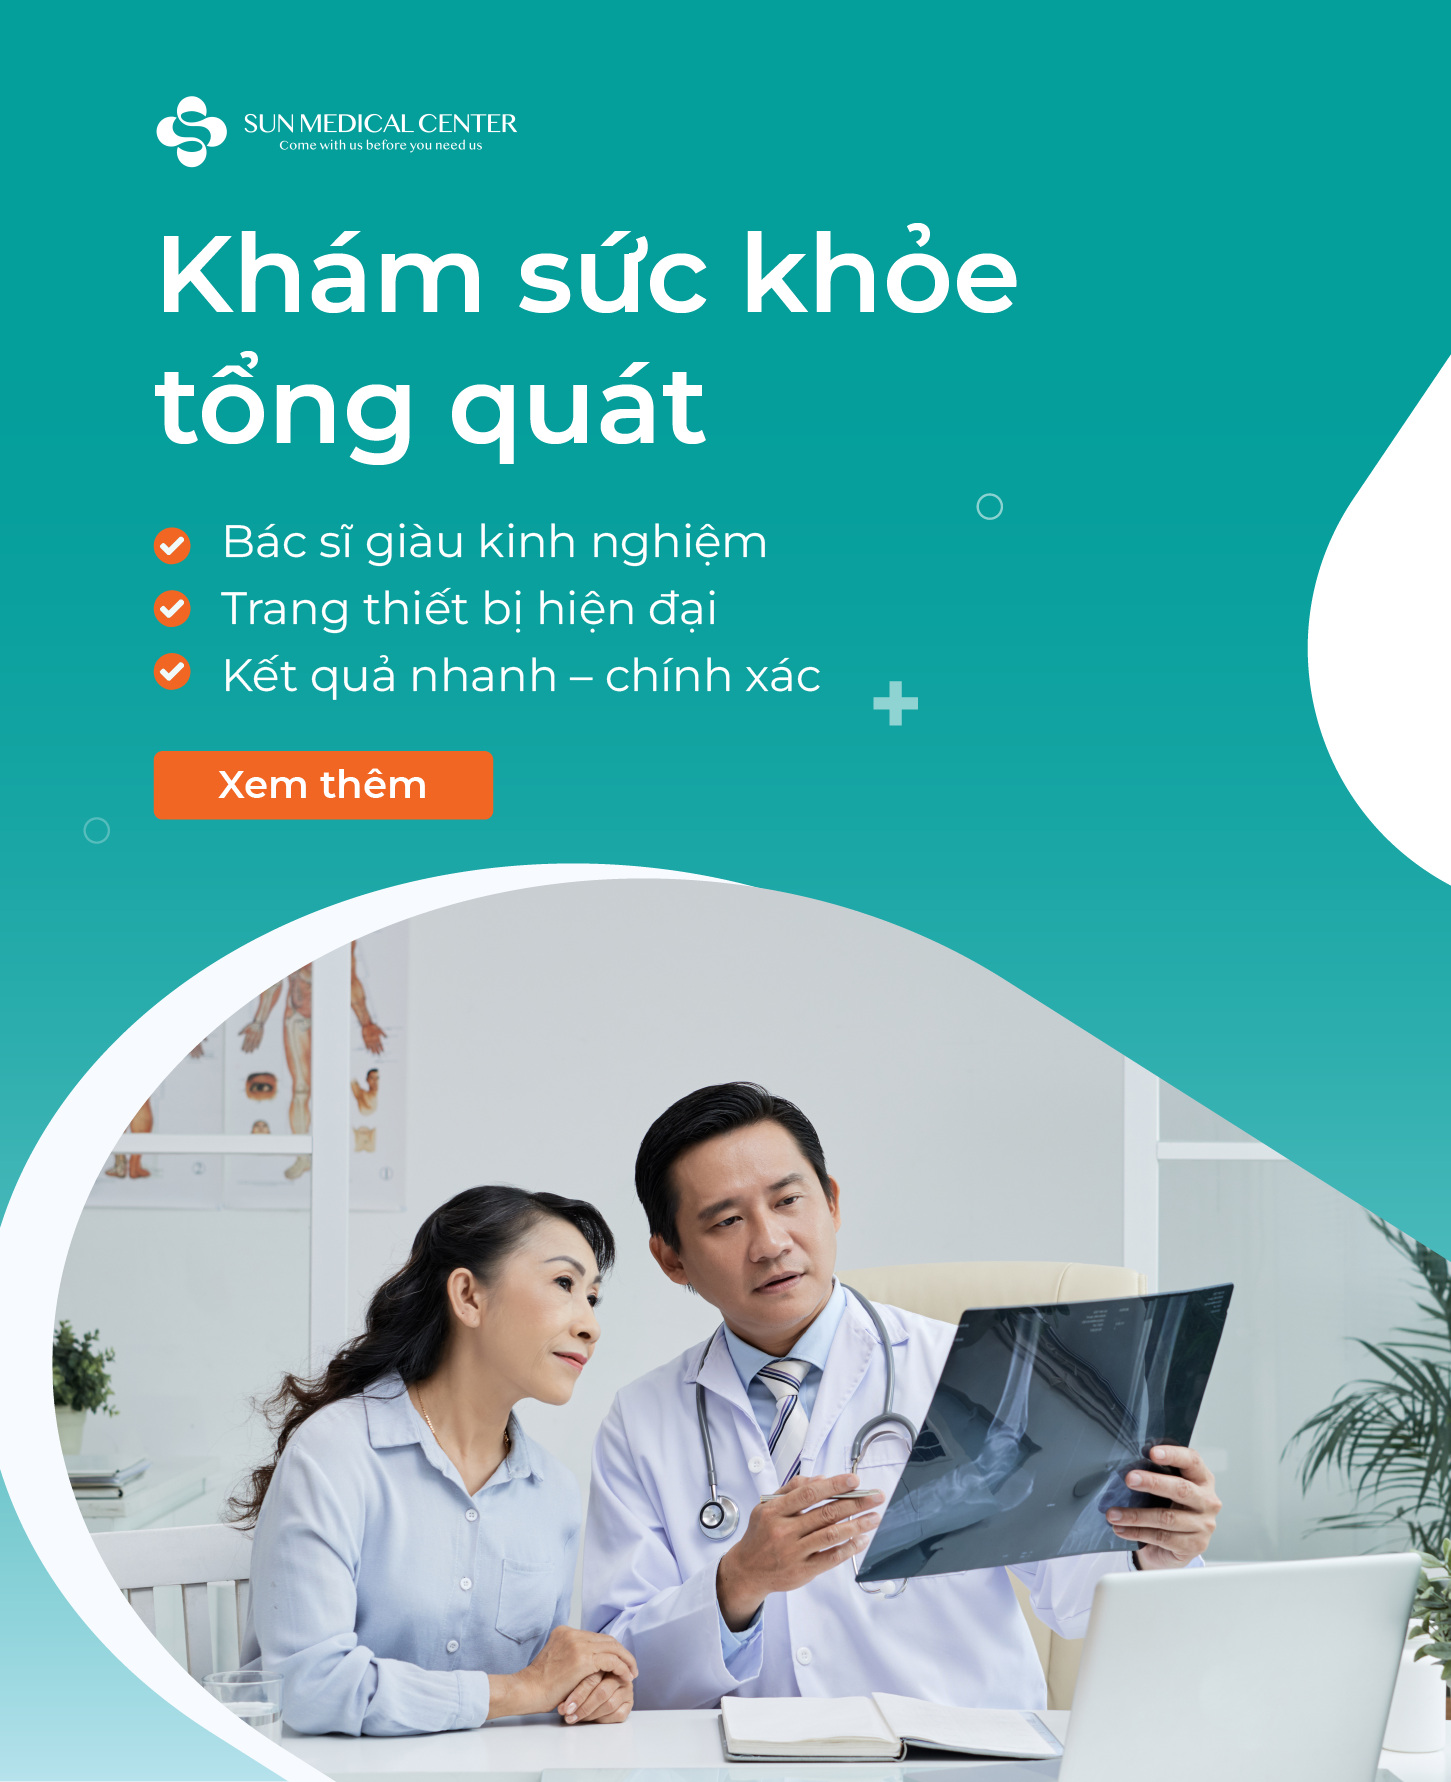 SUN MEDICAL CENTER
Come with us before you need us
Khám sức khỏe
tổng quát
Bác sĩ giàu kinh nghiệm
Trang thiết bị hiện đại
Kết quả nhanh – chính xác
Xem thêm